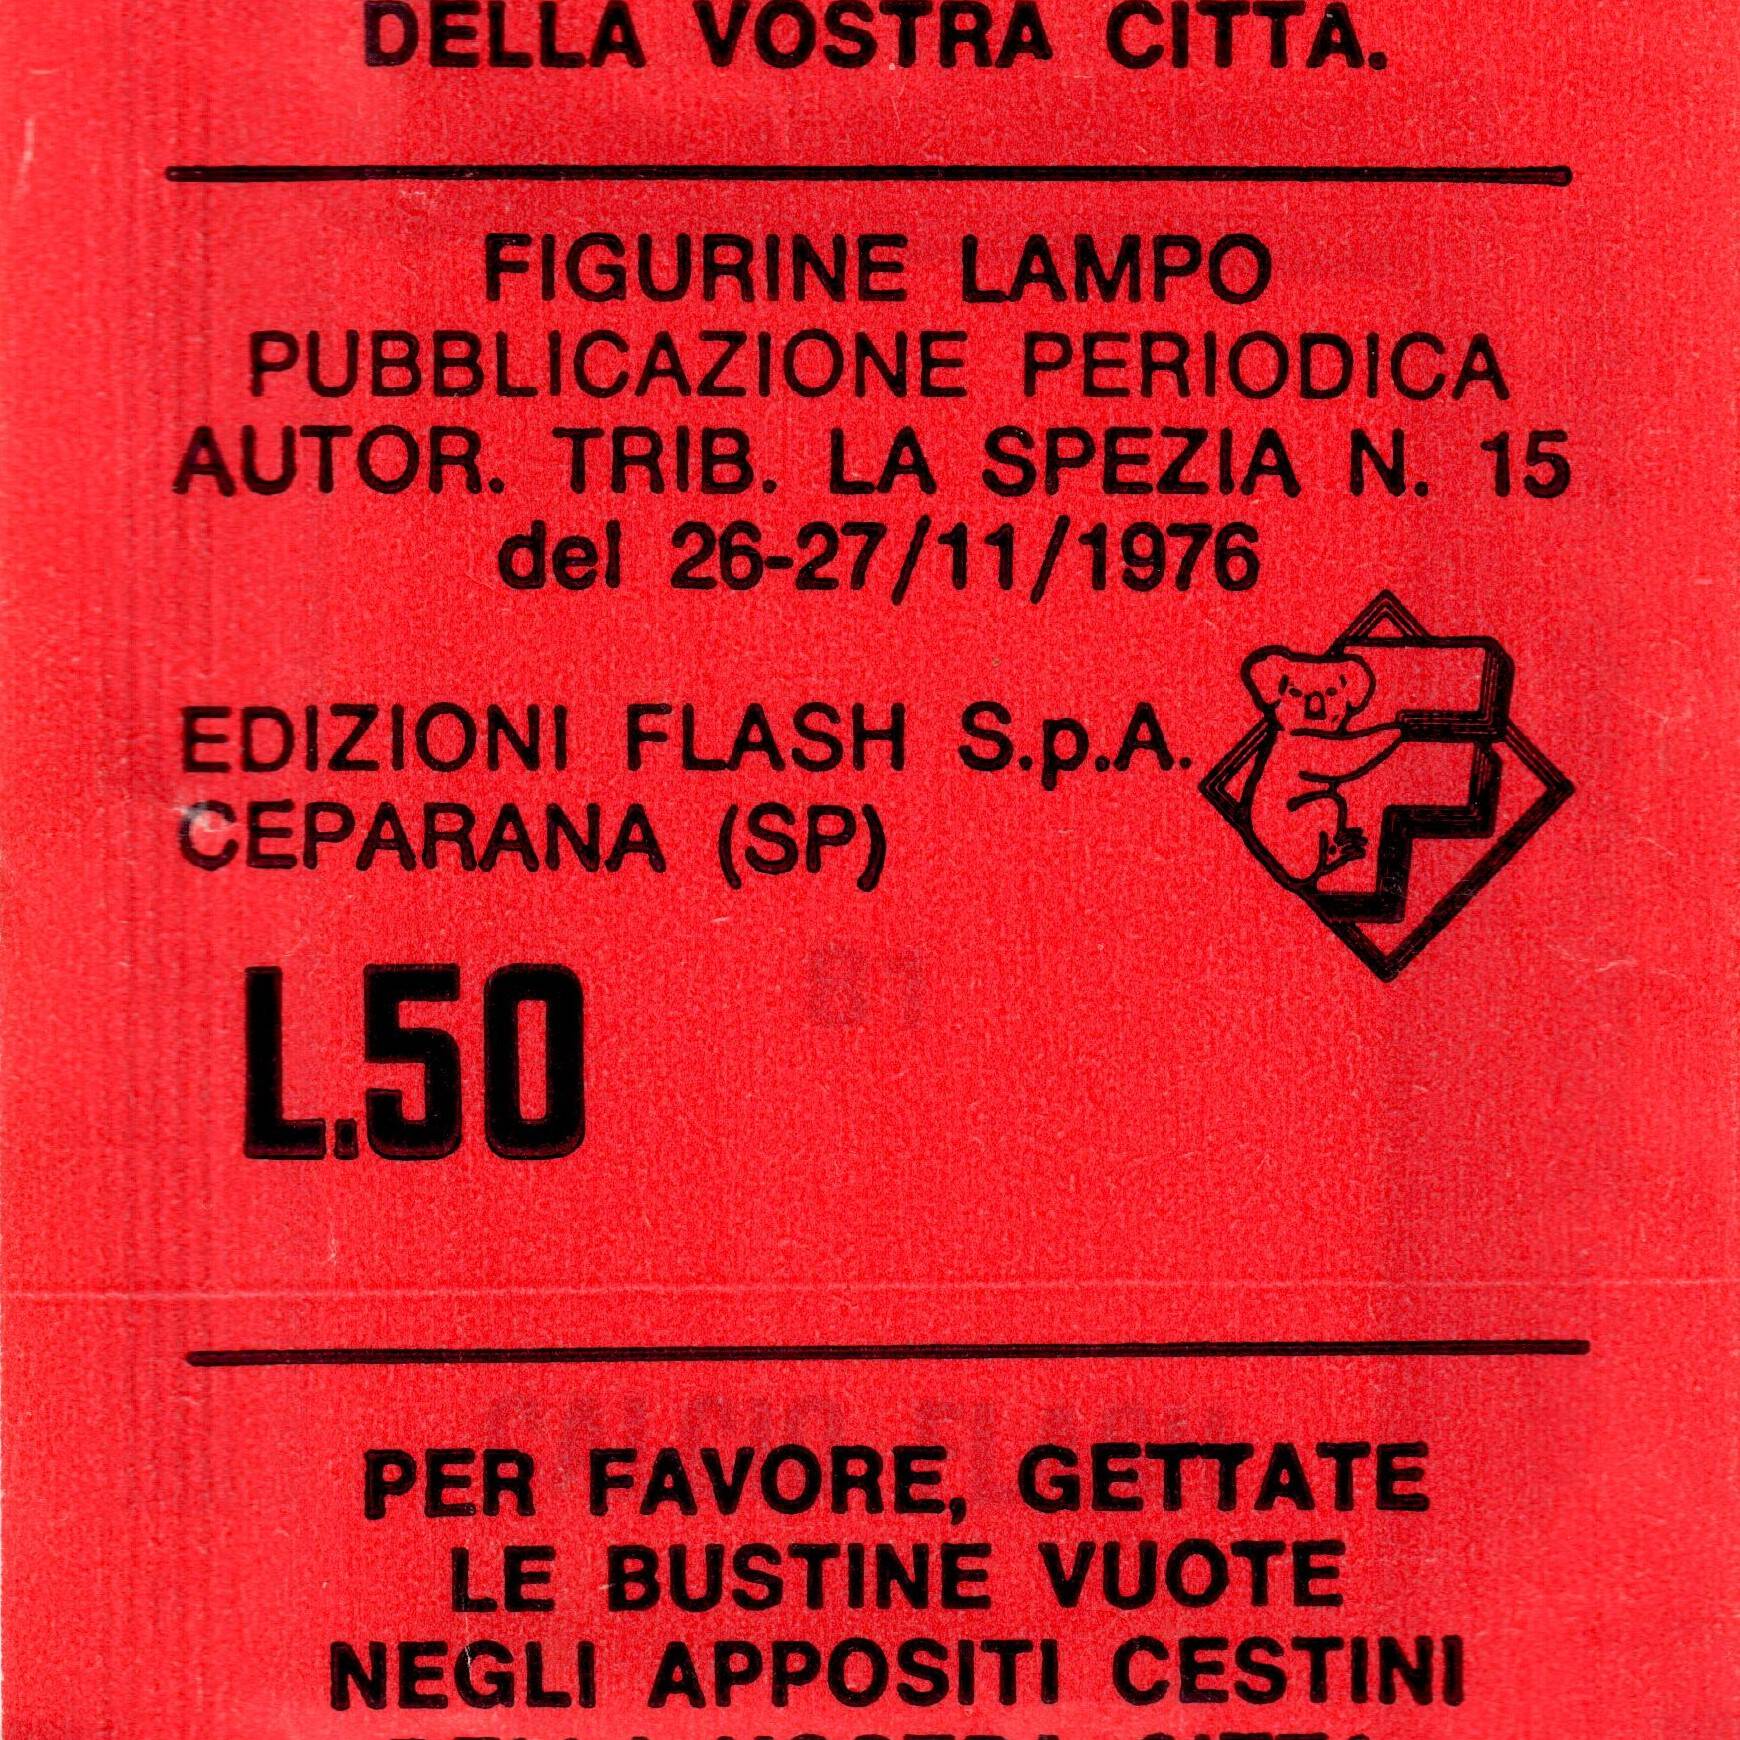 DELLA VOSTRA CITTÀ.
FIGURINE LAMPO
PUBBLICAZIONE PERIODICA
AUTOR. TRIB. LA SPEZIA N. 15
del 26-27/11/1976
EDIZIONI FLASH S.p.A.
CEPARANA (SP)
L.50
PER FAVORE, GETTATE
LE BUSTINE VUOTE
NEGLI APPOSITI CESTINI